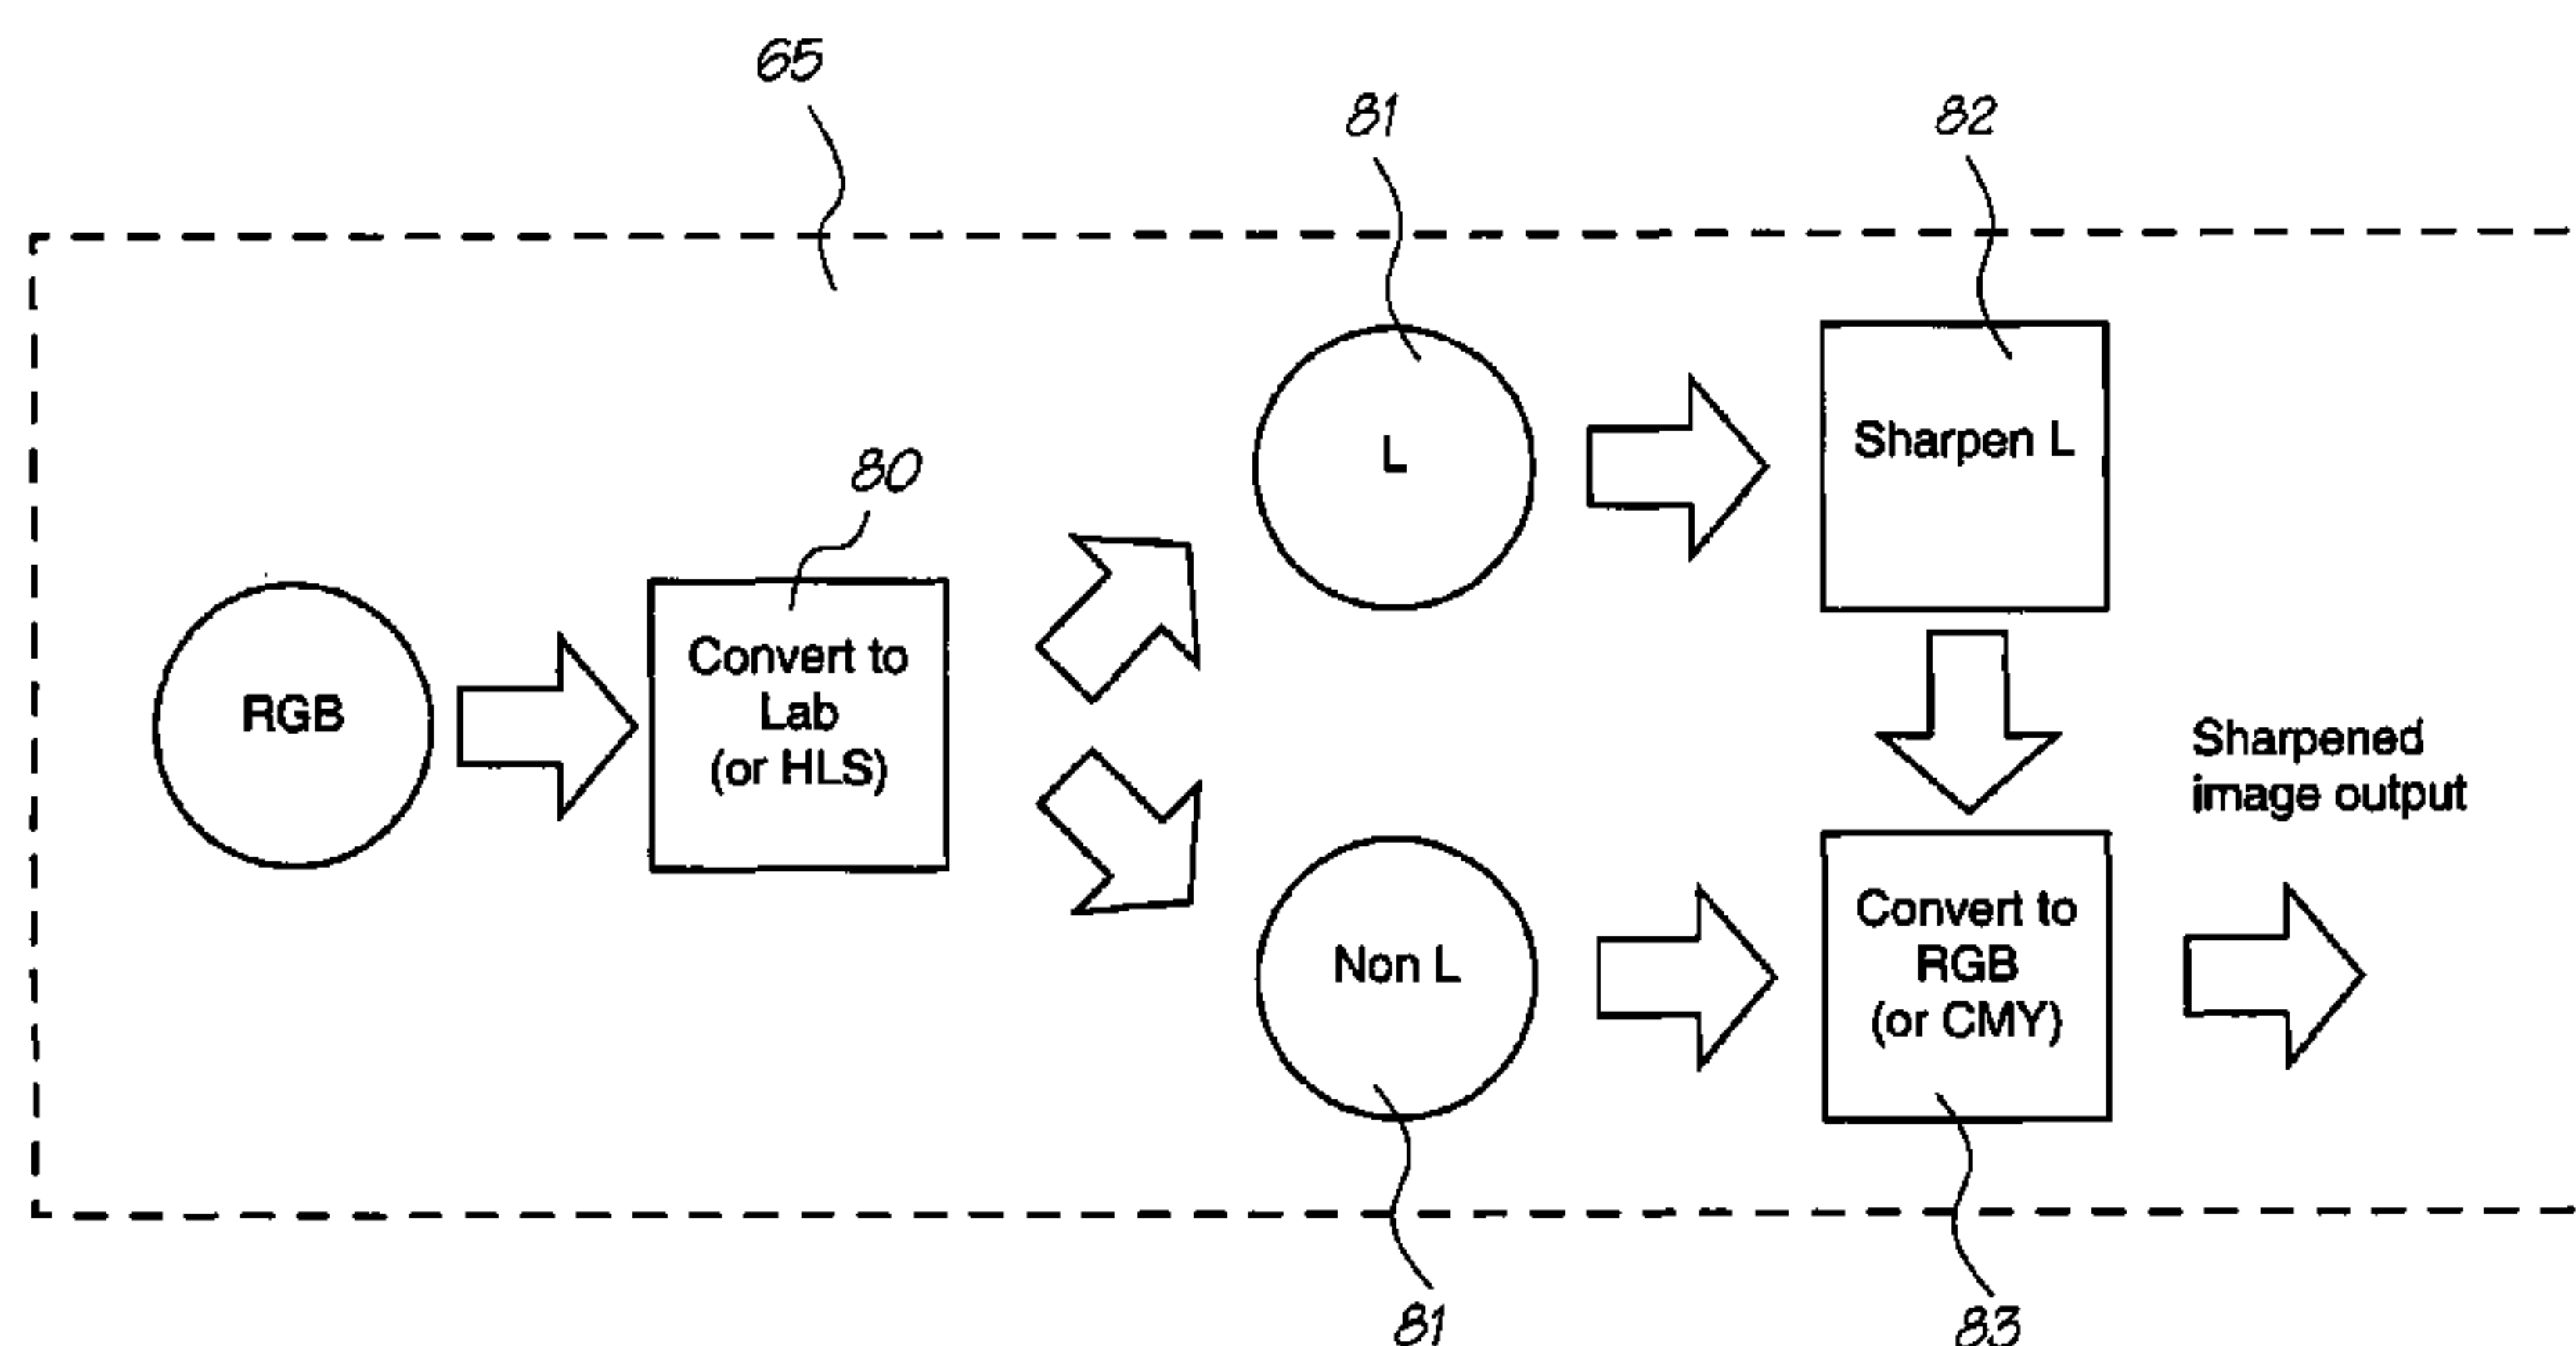 65
81
82
80
L
Sharpen L
RGB
Convert to
Lab
(or HLS)
Sharpened
image output
Non L
Convert to
RGB
(or CMY)
81
83